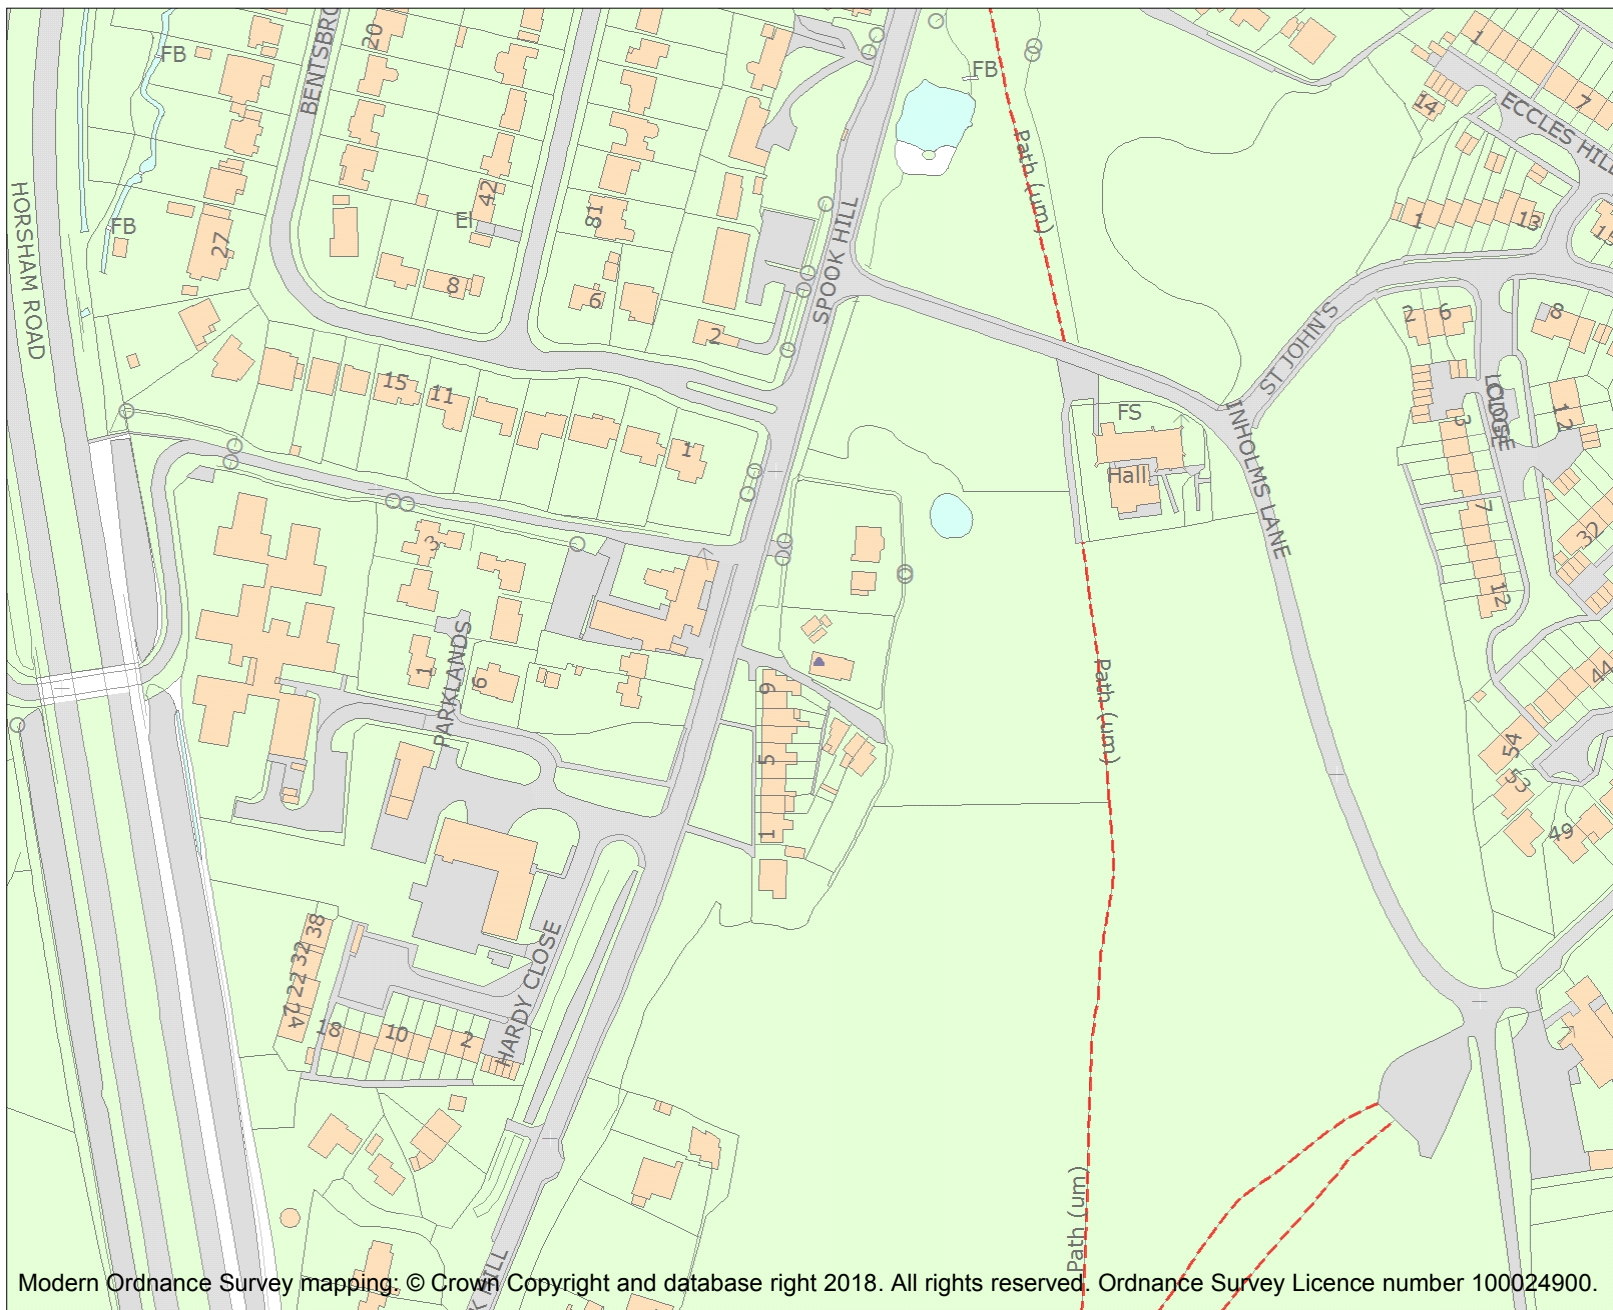 FB
BENTSBRO
20
FB
1
7
14
ECCLES HILL
Path (um)
HORSHAM ROAD
FB
27
42
El
81
SPOOK HILL
1
13
15
8
6
2
ST JOHN'S
2
6
8
LODGE
CLOSE
12
15
11
1
FS
Hall
INHOLMS LANE
3
7
32
12
3
1
PARKLANDS
6
9
5
1
Path (um)
44
54
53
49
38
32
22
24
18
10
2
HARDY CLOSE
Path (um)
K HILL
Modern Ordnance Survey mapping: © Crown Copyright and database right 2018. All rights reserved. Ordnance Survey Licence number 100024900.